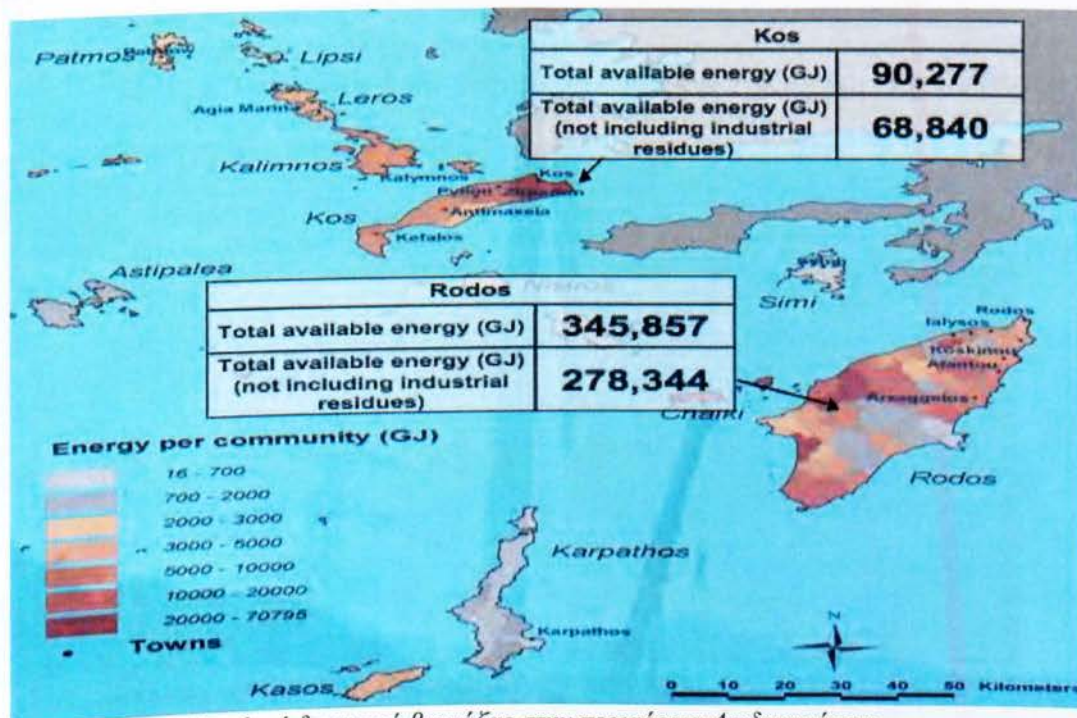 Kos
Total available energy (GJ) 90,277
Total available energy (GJ) (not including industrial residues) 68,840
Patmos
Lipsi
Leros
Agia Marina
Kalimnos
Kalymnos
Kos
Kos
Antimaxeia
Kefalos
Astipalea
Simi
Rodos
Total available energy (GJ) 345,857
Total available energy (GJ) (not including industrial residues) 278,344
Rodos
Ialysos
Koskinou
Afantou
Arxaggelos
Chalki
Rodos
Energy per community (GJ)
16 - 700
700 - 2000
2000 - 3000
3000 - 5000
5000 - 10000
10000 - 20000
20000 - 70795
Towns
Karpathos
Karpathos
Kasos
N
0 10 20 30 40 50 Kilometers